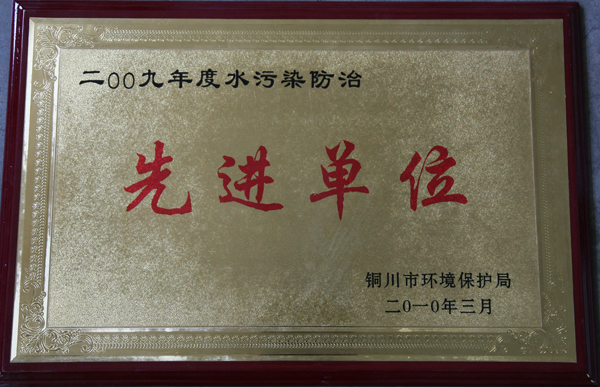 二00九年度水污染防治
先进单位
铜川市环境保护局
二0一0年三月